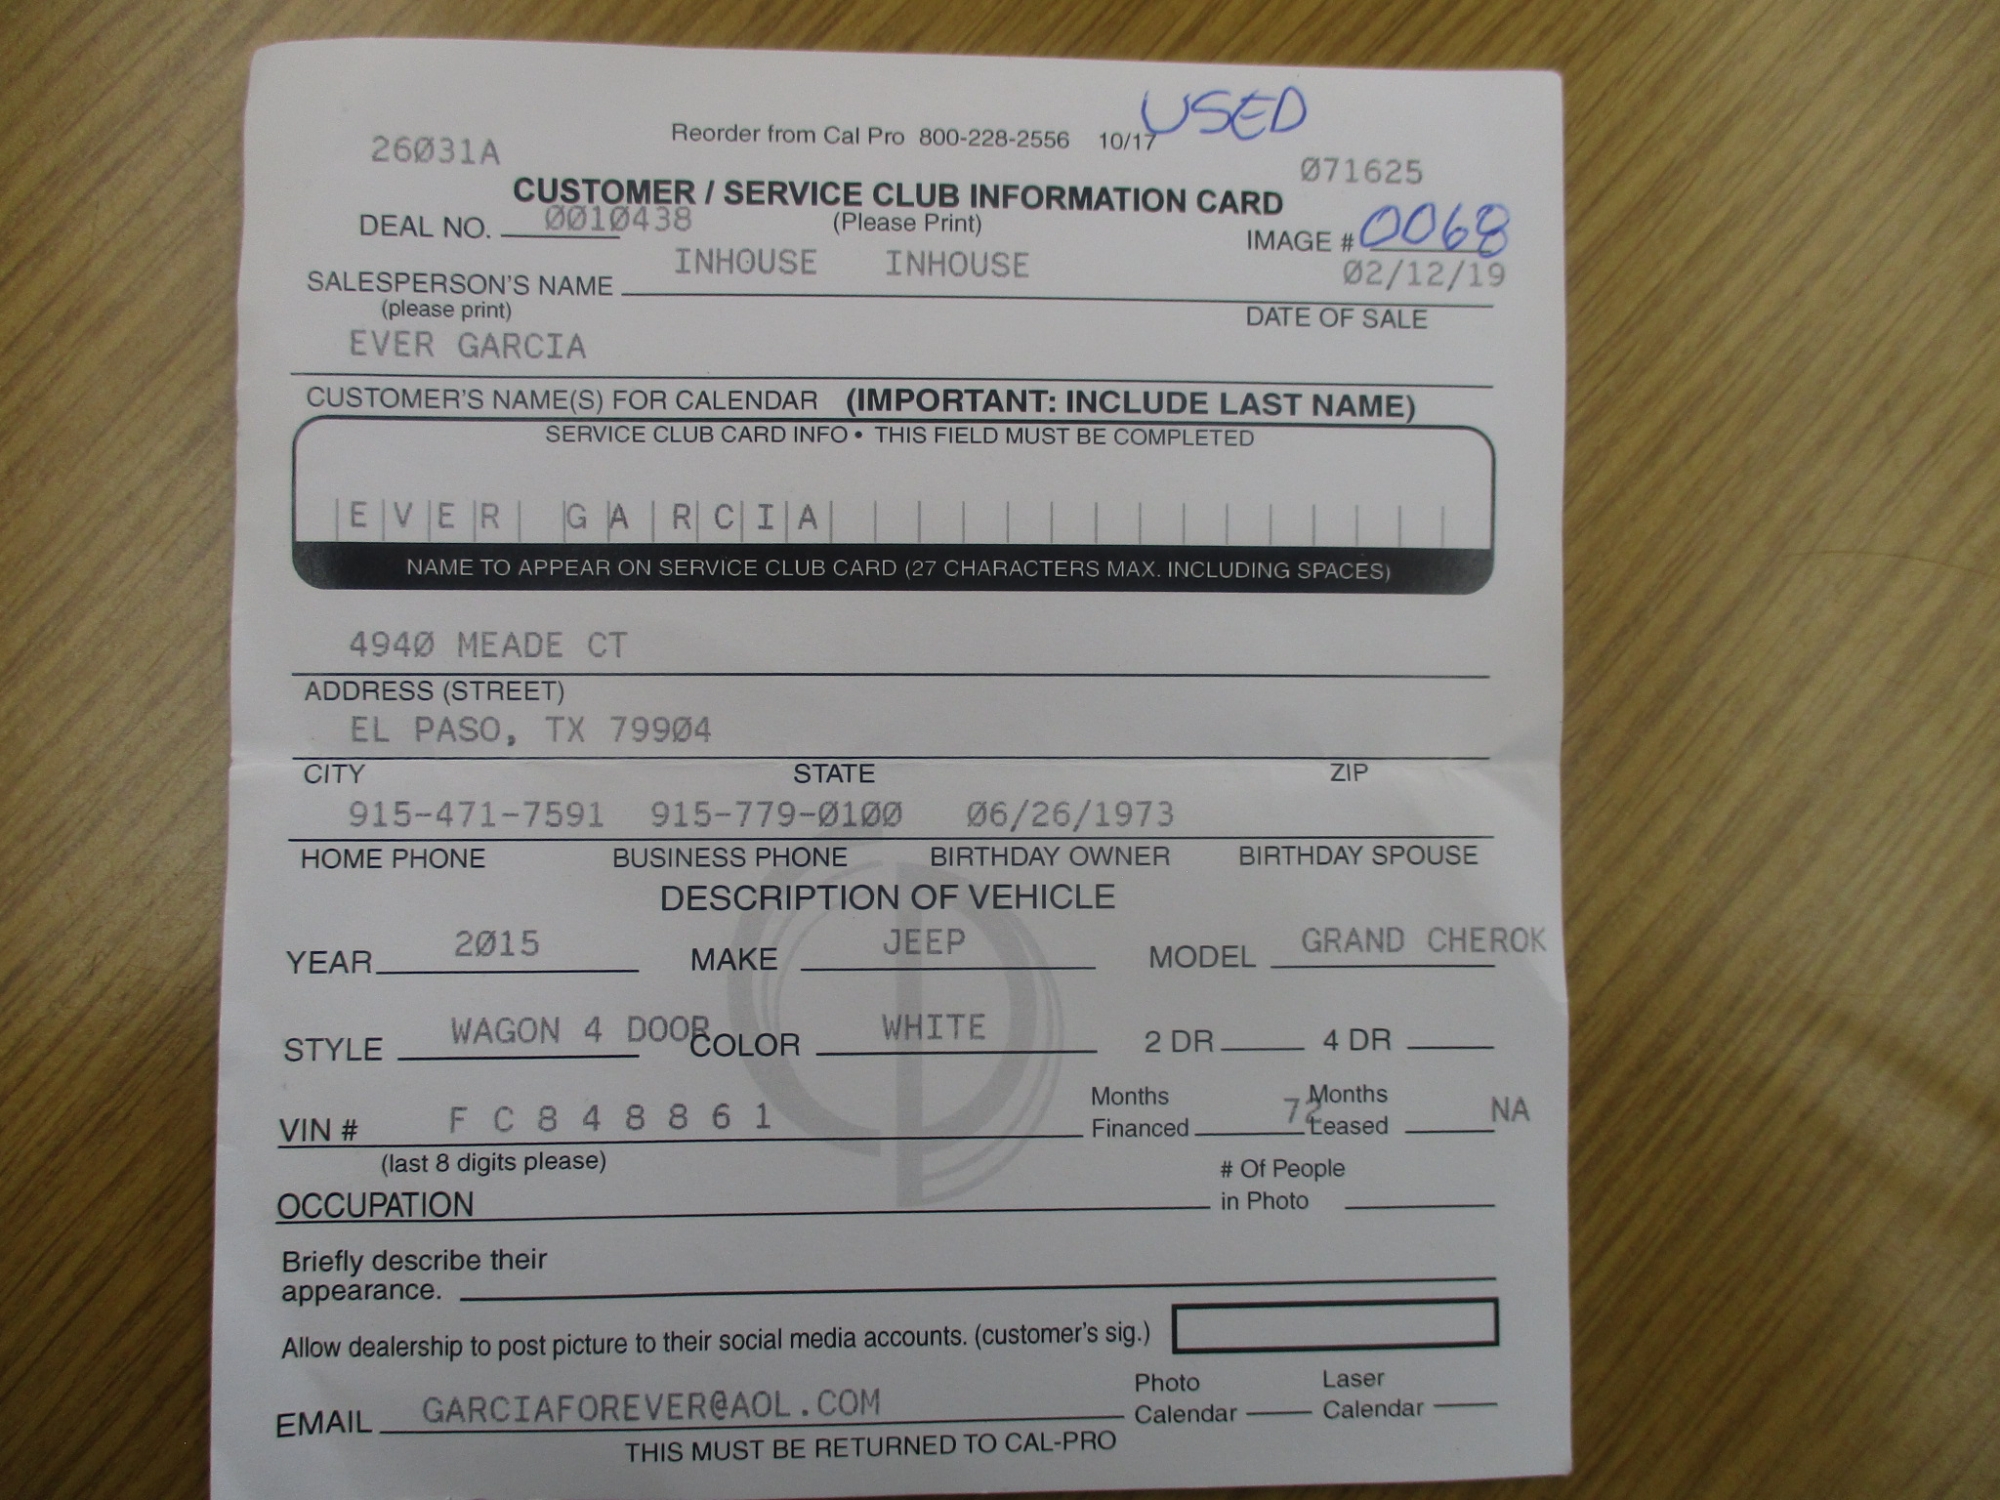 USED
Reorder from Cal Pro 800-228-2556 10/17
26031A
071625
CUSTOMER / SERVICE CLUB INFORMATION CARD
DEAL NO. 0010438 (Please Print) IMAGE # 0068
SALESPERSON'S NAME INHOUSE INHOUSE 02/12/19
(please print) DATE OF SALE
EVER GARCIA
CUSTOMER'S NAME(S) FOR CALENDAR (IMPORTANT: INCLUDE LAST NAME)
SERVICE CLUB CARD INFO • THIS FIELD MUST BE COMPLETED
EVER GARCIA
NAME TO APPEAR ON SERVICE CLUB CARD (27 CHARACTERS MAX. INCLUDING SPACES)
4940 MEADE CT
ADDRESS (STREET)
EL PASO, TX 79904
CITY STATE ZIP
915-471-7591 915-779-0100 06/26/1973
HOME PHONE BUSINESS PHONE BIRTHDAY OWNER BIRTHDAY SPOUSE
DESCRIPTION OF VEHICLE
YEAR 2015 MAKE JEEP MODEL GRAND CHEROK
STYLE WAGON 4 DOOR COLOR WHITE 2 DR 4 DR
VIN # FC848861 Months Financed 72 Months Leased NA
(last 8 digits please)
OCCUPATION # Of People in Photo
Briefly describe their
appearance.
Allow dealership to post picture to their social media accounts. (customer's sig.)
EMAIL GARCIAFOREVER@AOL.COM Photo Calendar Laser Calendar
THIS MUST BE RETURNED TO CAL-PRO